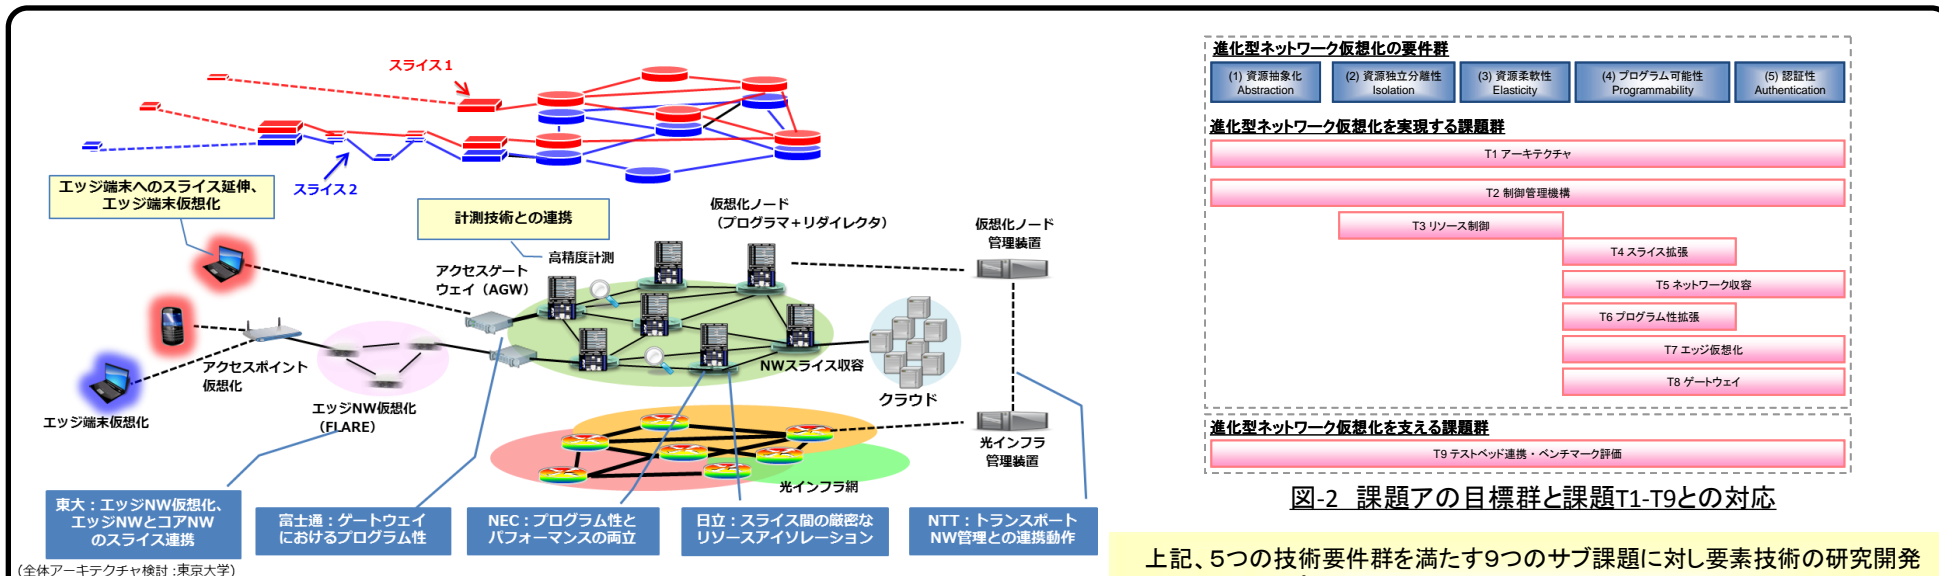 スライス1
スライス2
エッジ端末へのスライス延伸、
エッジ端末仮想化
計測技術との連携
高精度計測
仮想化ノード
（プログラマ＋リダイレクタ）
仮想化ノード
管理装置
アクセスゲート
ウェイ（AGW）
アクセスポイント
仮想化
エッジ端末仮想化
エッジNW仮想化
（FLARE）
NWスライス収容
クラウド
光インフラ
管理装置
光インフラ網
東大：エッジNW仮想化、
エッジNWとコアNW
のスライス連携
富士通：ゲートウェイ
におけるプログラム性
NEC：プログラム性と
パフォーマンスの両立
日立：スライス間の厳密な
リソースアイソレーション
NTT：トランスポート
NW管理との連携動作
(全体アーキテクチャ検討:東京大学)
進化型ネットワーク仮想化の要件群
(1) 資源抽象化
Abstraction
(2) 資源独立分離性
Isolation
(3) 資源柔軟性
Elasticity
(4) プログラム可能性
Programmability
(5) 認証性
Authentication
進化型ネットワーク仮想化を実現する課題群
T1 アーキテクチャ
T2 制御管理機構
T3 リソース制御
T4 スライス拡張
T5 ネットワーク収容
T6 プログラム性拡張
T7 エッジ仮想化
T8 ゲートウェイ
進化型ネットワーク仮想化を支える課題群
T9 テストベッド連携・ベンチマーク評価
図-2 課題アの目標群と課題T1-T9との対応
上記、5つの技術要件群を満たす9つのサブ課題に対し要素技術の研究開発